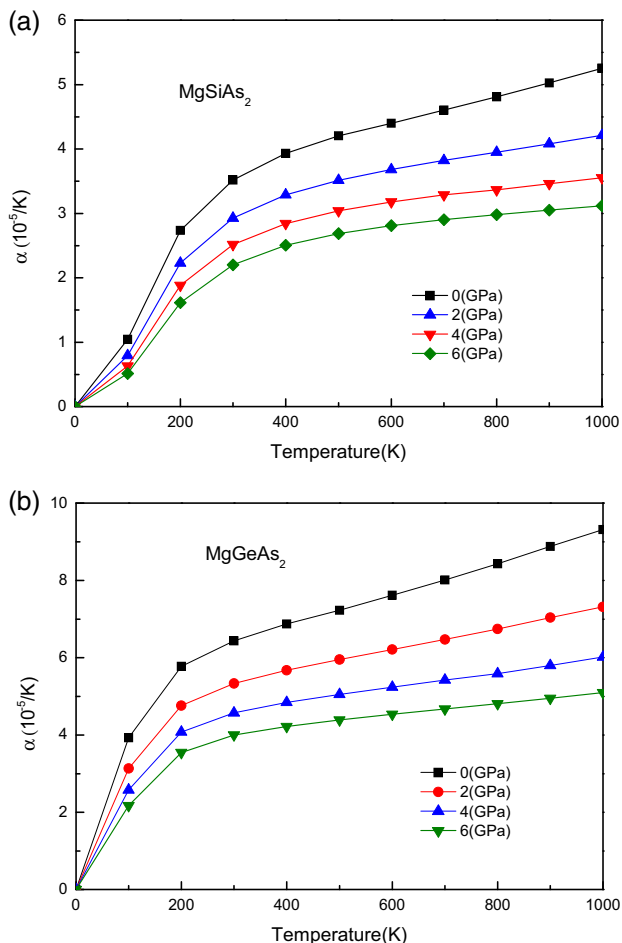 (a)
6
5
4
3
2
1
0
α (10⁻⁵/K)
MgSiAs₂
0(GPa)
2(GPa)
4(GPa)
6(GPa)
0 200 400 600 800 1000
Temperature(K)
(b)
10
8
6
4
2
0
α (10⁻⁵/K)
MgGeAs₂
0(GPa)
2(GPa)
4(GPa)
6(GPa)
0 200 400 600 800 1000
Temperature(K)